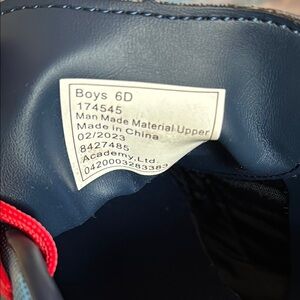 Boys 6D
174545
Man Made Material Upper
Made in China
02/2023
8427485
Academy,Ltd.
0420003283383